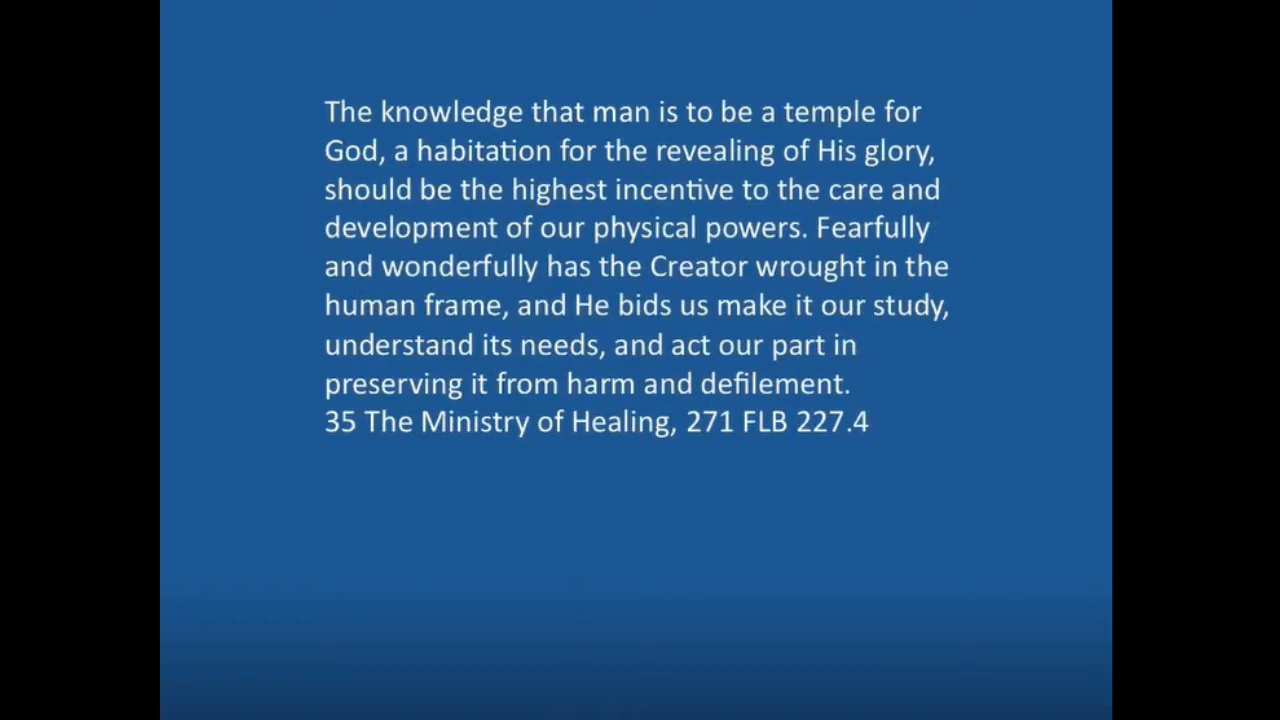 The knowledge that man is to be a temple for
God, a habitation for the revealing of His glory,
should be the highest incentive to the care and
development of our physical powers. Fearfully
and wonderfully has the Creator wrought in the
human frame, and He bids us make it our study,
understand its needs, and act our part in
preserving it from harm and defilement.
35 The Ministry of Healing, 271 FLB 227.4